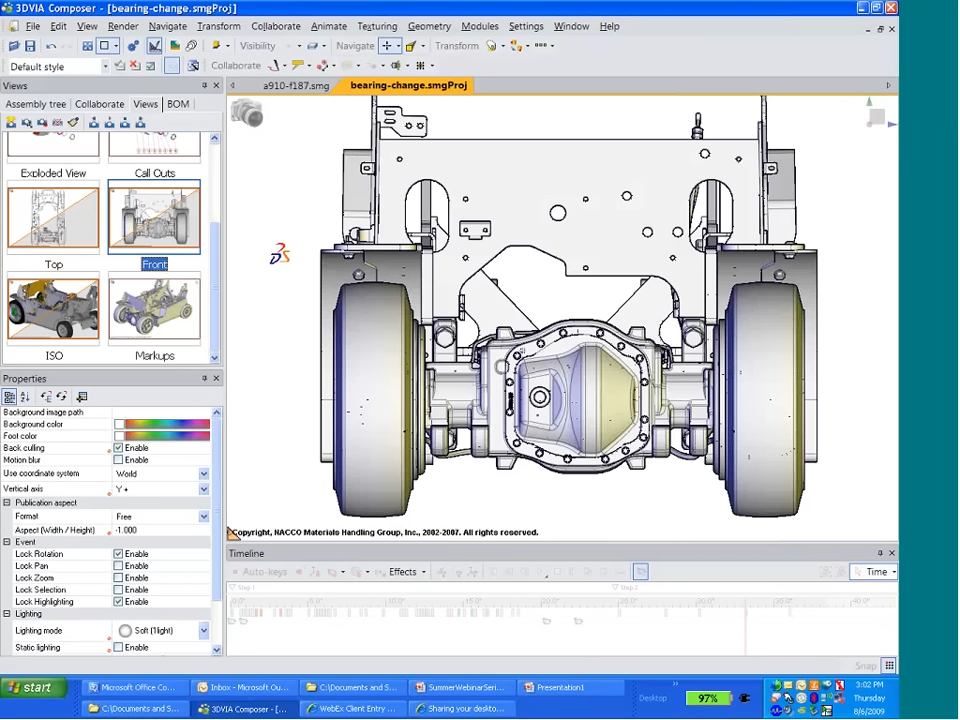 3DVIA Composer - [bearing-change.smgProj]
File Edit View Render Navigate Transform Collaborate Animate Texturing Geometry Modules Settings Window Help
Visibility Navigate Transform
Default style Collaborate
Views
a910-f187.smg bearing-change.smgProj
Assembly tree Collaborate Views BOM
Exploded View Call Outs
Top Front
ISO Markups
Properties
Background image path
Background color
Foot color
Back culling Enable
Motion blur Enable
Use coordinate system World
Vertical axis Y +
Publication aspect
Format Free
Aspect (Width / Height) -1.000
Event
Lock Rotation Enable
Lock Pan Enable
Lock Zoom Enable
Lock Selection Enable
Lock Highlighting Enable
Lighting
Lighting mode Soft (1light)
Static lighting Enable
Copyright, NACCO Materials Handling Group, Inc., 2002-2007. All rights reserved.
Timeline
Auto-keys Effects Time
Step 1 Step 2
Snap
start
Microsoft Office Co...
Inbox - Microsoft Ou...
C:\Documents and S...
SummerWebinarSeri...
Presentation1
C:\Documents and S...
3DVIA Composer - [...
WebEx Client Entry ...
Sharing your deskto...
Desktop
97%
3:02 PM
Thursday
8/6/2009